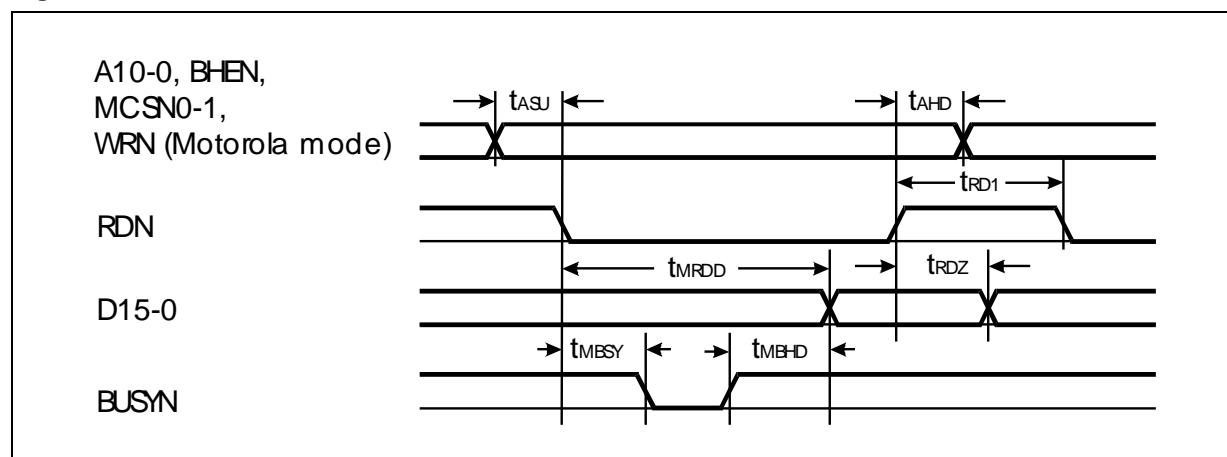 A10-0, BHEN,
MCSN0-1,
WRN (Motorola mode)
tASU
tAHD
tRD1
RDN
tMRDD
tRDZ
D15-0
tMBSY
tMBHD
BUSYN